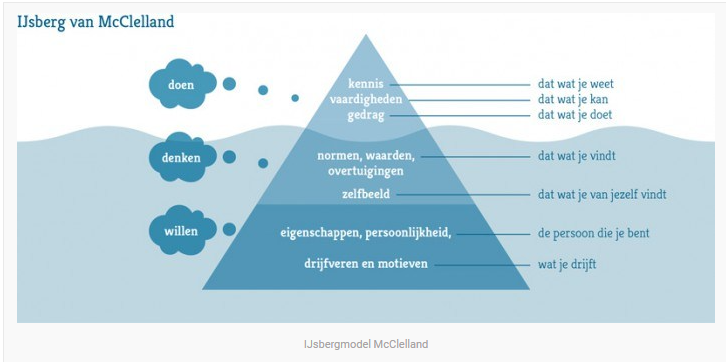 IJsberg van McClelland
doen
kennis
dat wat je weet
vaardigheden
dat wat je kan
gedrag
dat wat je doet
denken
normen, waarden,
overtuigingen
dat wat je vindt
zelfbeeld
dat wat je van jezelf vindt
willen
eigenschappen, persoonlijkheid,
de persoon die je bent
drijfveren en motieven
wat je drijft
IJsbergmodel McClelland